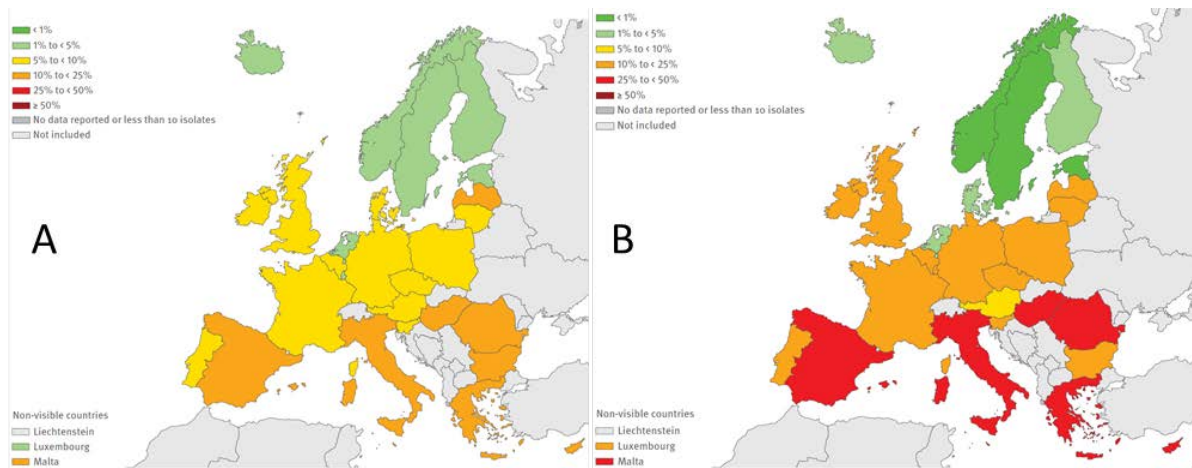 < 1%
1% to < 5%
5% to < 10%
10% to < 25%
25% to < 50%
≥ 50%
No data reported or less than 10 isolates
Not included
A
Non-visible countries
Liechtenstein
Luxembourg
Malta
< 1%
1% to < 5%
5% to < 10%
10% to < 25%
25% to < 50%
≥ 50%
No data reported or less than 10 isolates
Not included
B
Non-visible countries
Liechtenstein
Luxembourg
Malta